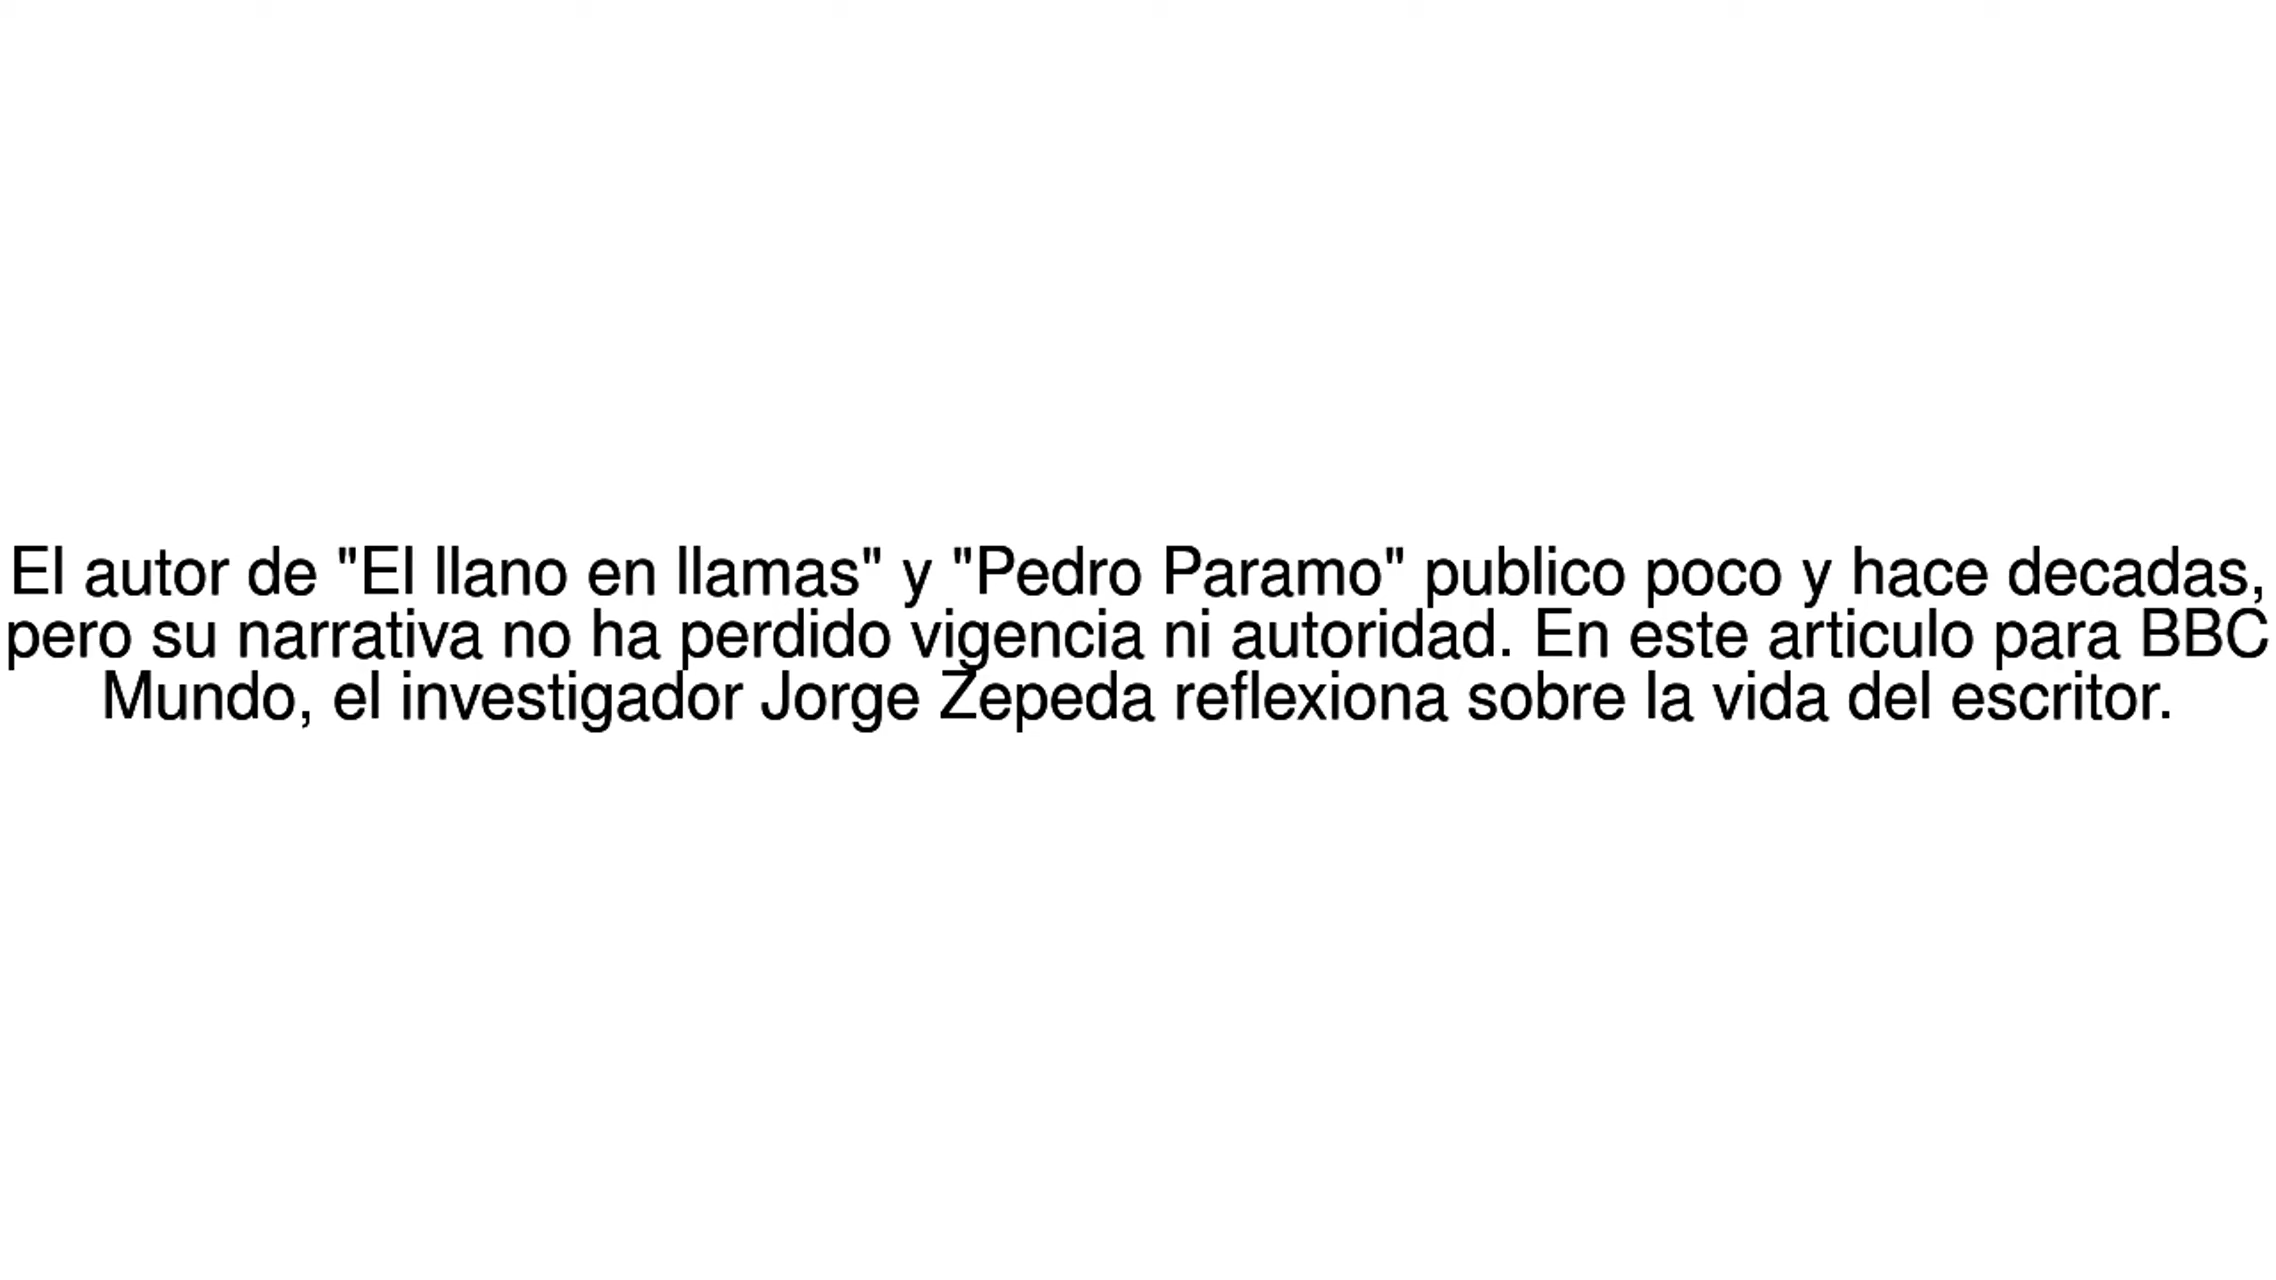 El autor de "El llano en llamas" y "Pedro Paramo" publico poco y hace decadas,
pero su narrativa no ha perdido vigencia ni autoridad. En este articulo para BBC
Mundo, el investigador Jorge Zepeda reflexiona sobre la vida del escritor.